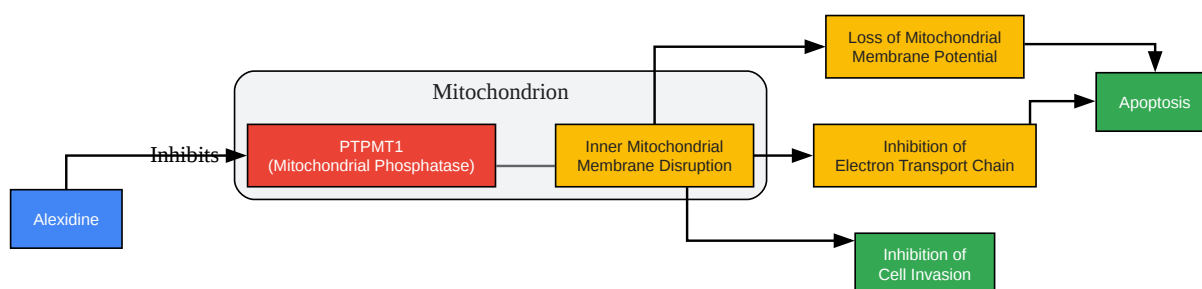 Loss of Mitochondrial
Membrane Potential
Mitochondrion
Apoptosis
Inhibits
PTPMT1
(Mitochondrial Phosphatase)
Inner Mitochondrial
Membrane Disruption
Inhibition of
Electron Transport Chain
Alexidine
Inhibition of
Cell Invasion